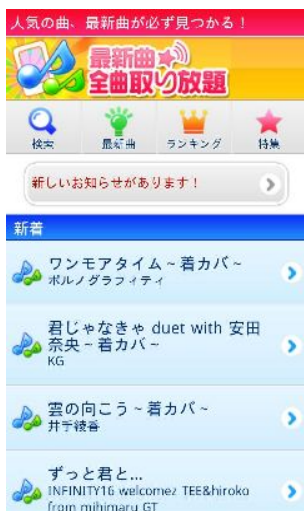 人気の曲、最新曲が必ず見つかる！
最新曲
全曲取り放題
検索
最新曲
ランキング
特集
新しいお知らせがあります！
新着
ワンモアタイム～着カバ～
ポルノグラフィティ
君じゃなきゃ duet with 安田
奈央～着カバ～
KG
雲の向こう～着カバ～
井手綾香
ずっと君と...
INFINITY16 welcomez TEE&hiroko
from mihimaru GT